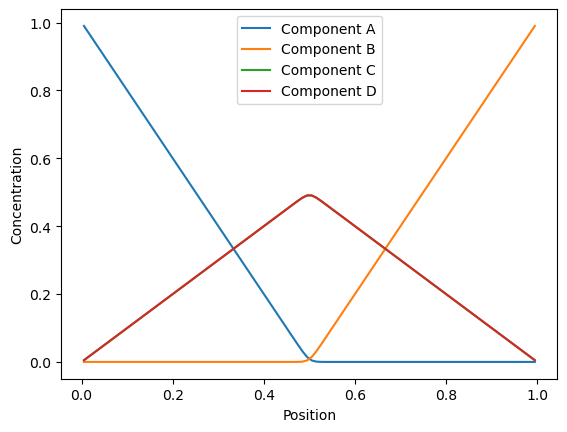 Component A
Component B
Component C
Component D
Concentration
1.0
0.8
0.6
0.4
0.2
0.0
0.0 0.2 0.4 0.6 0.8 1.0
Position